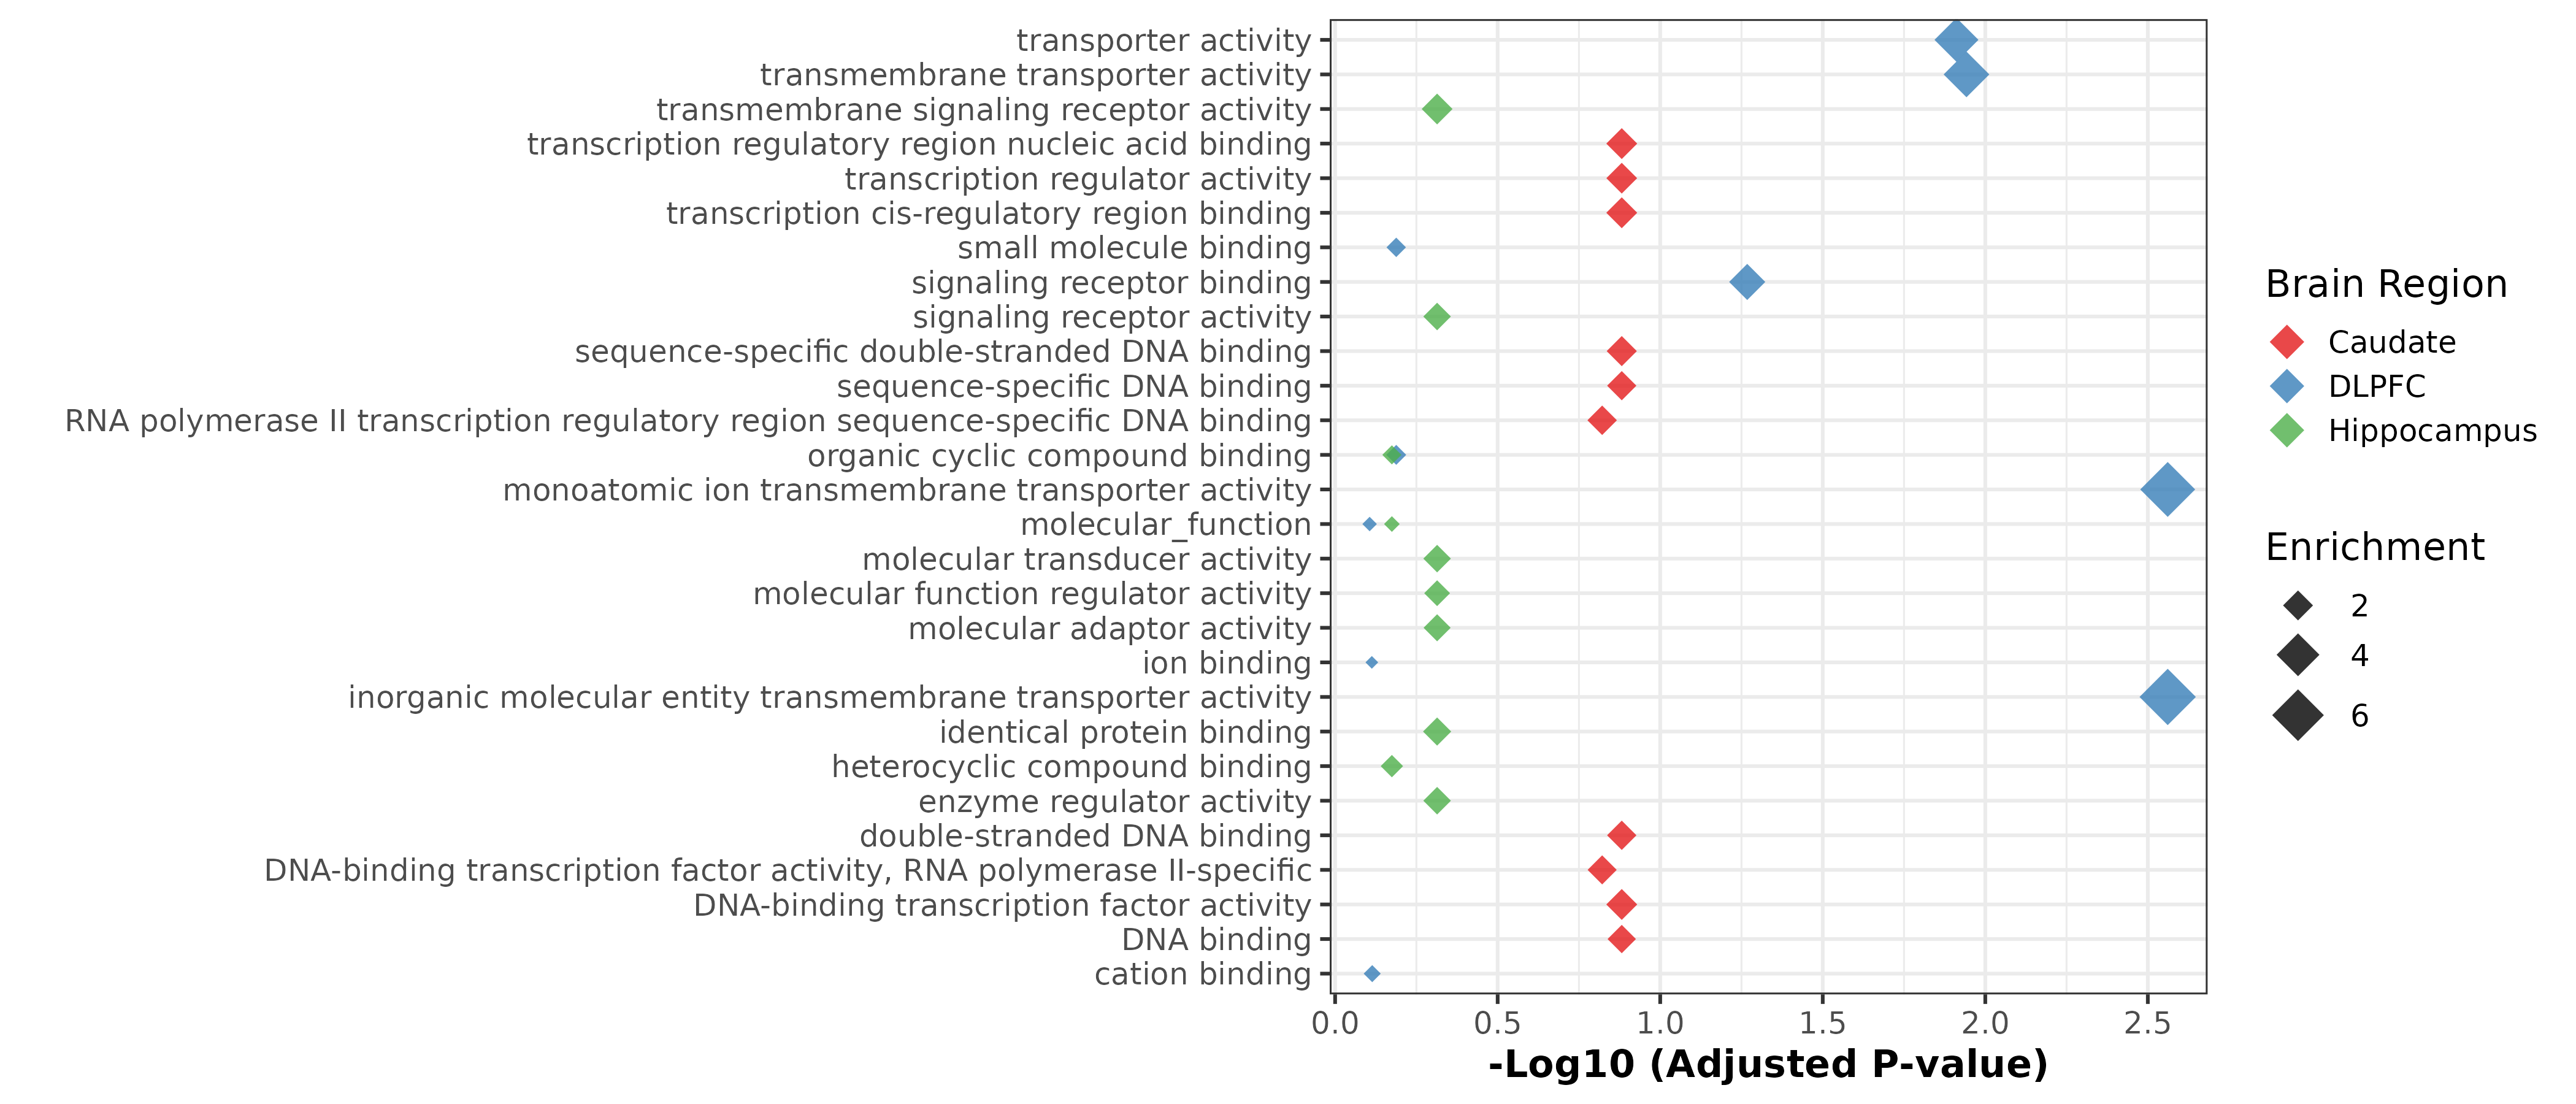 transporter activity
transmembrane transporter activity
transmembrane signaling receptor activity
transcription regulatory region nucleic acid binding
transcription regulator activity
transcription cis-regulatory region binding
small molecule binding
signaling receptor binding
signaling receptor activity
sequence-specific double-stranded DNA binding
sequence-specific DNA binding
RNA polymerase II transcription regulatory region sequence-specific DNA binding
organic cyclic compound binding
monoatomic ion transmembrane transporter activity
molecular_function
molecular transducer activity
molecular function regulator activity
molecular adaptor activity
ion binding
inorganic molecular entity transmembrane transporter activity
identical protein binding
heterocyclic compound binding
enzyme regulator activity
double-stranded DNA binding
DNA-binding transcription factor activity, RNA polymerase II-specific
DNA-binding transcription factor activity
DNA binding
cation binding
0.0 0.5 1.0 1.5 2.0 2.5
-Log10 (Adjusted P-value)
Brain Region
Caudate
DLPFC
Hippocampus
Enrichment
2
4
6